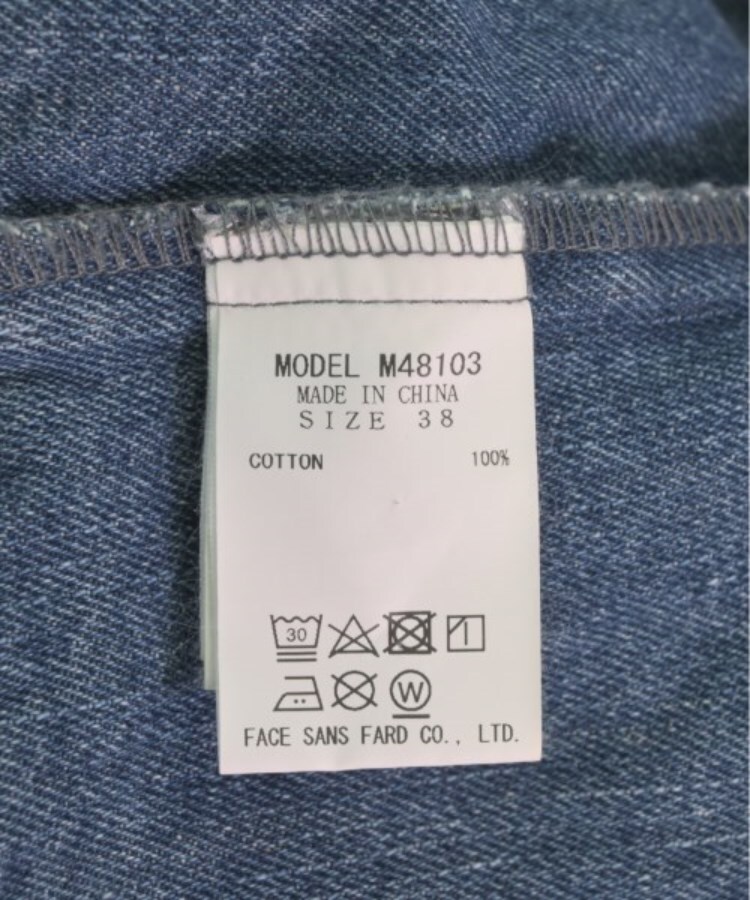 MODEL M48103
MADE IN CHINA
SIZE 38
COTTON 100%
30
W
FACE SANS FARD CO., LTD.